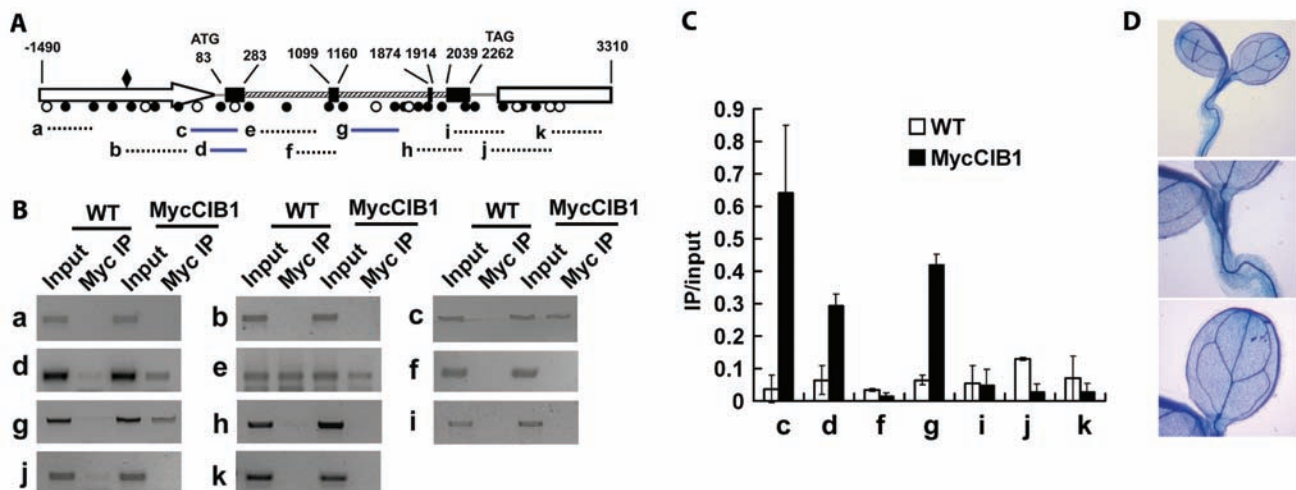 A
-1490
ATG
83
283
1099
1160
1874
1914
2039
TAG
2262
3310
a
b
c
d
e
f
g
h
i
j
k
B
WT
MycCIB1
Input
Myc IP
Input
Myc IP
WT
MycCIB1
Input
Myc IP
Input
Myc IP
WT
MycCIB1
Input
Myc IP
Input
Myc IP
a
b
c
d
e
f
g
h
i
j
k
C
WT
MycCIB1
IP/input
0.9
0.8
0.7
0.6
0.5
0.4
0.3
0.2
0.1
0
c d f g i j k
D